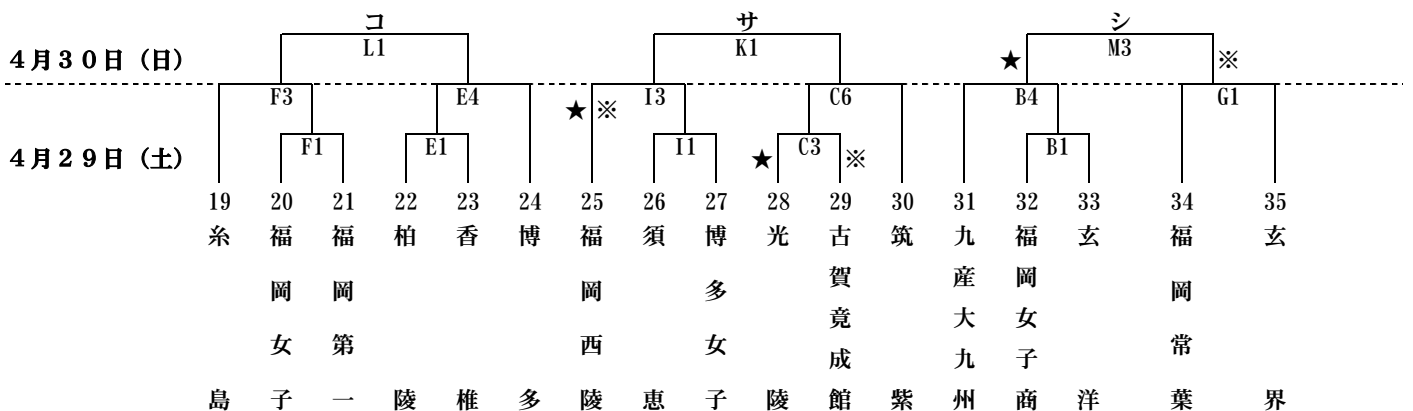 コ サ シ
L1 K1 M3
4月30日（日） ★ ※
F3 E4 I3 C6 B4 G1
★ ※
F1 E1 I1 C3 B1
4月29日（土） ★ ※
19 20 21 22 23 24 25 26 27 28 29 30 31 32 33 34 35
糸島
福岡女子
福岡第一
柏陵
香椎
博多
福岡西陵
須恵
博多女子
光陵
古賀竟成館
筑紫
九産大九州
福岡女子商
玄洋
福岡常葉
玄界